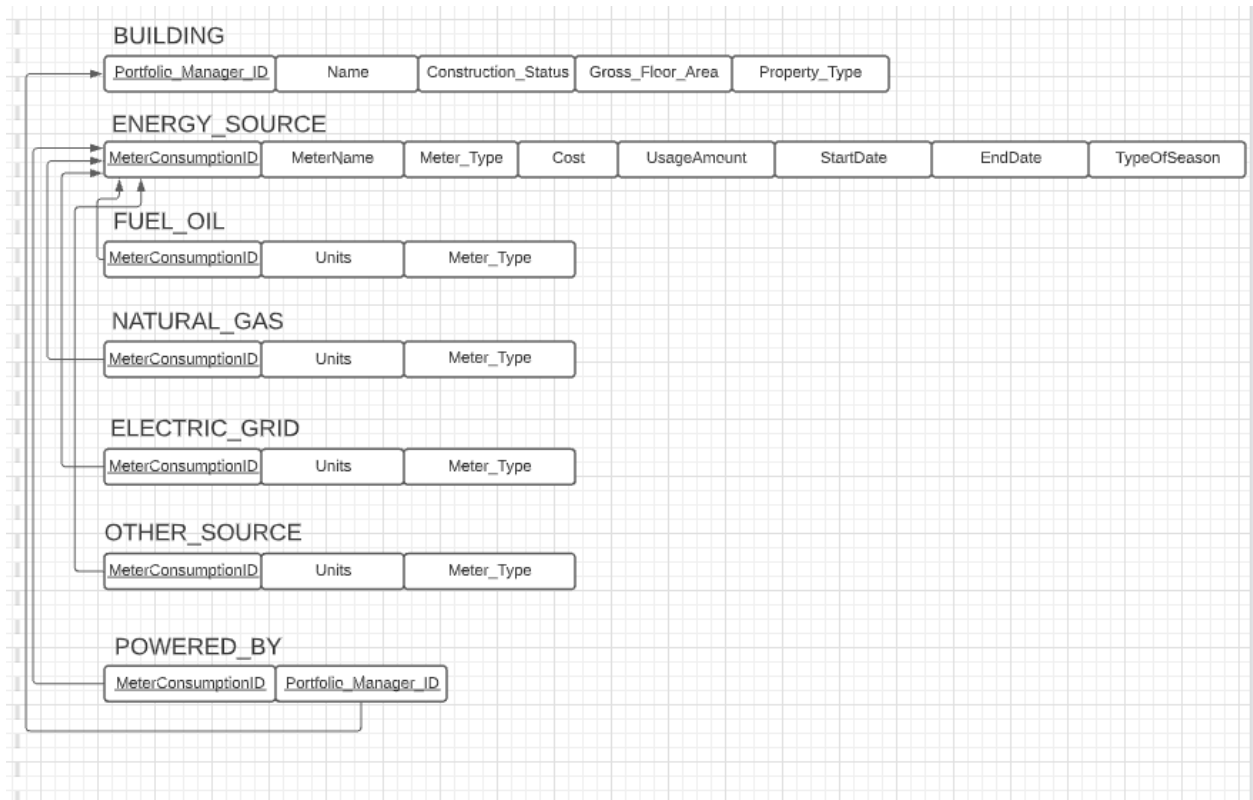 BUILDING
Portfolio_Manager_ID Name Construction_Status Gross_Floor_Area Property_Type
ENERGY_SOURCE
MeterConsumptionID MeterName Meter_Type Cost UsageAmount StartDate EndDate TypeOfSeason
FUEL_OIL
MeterConsumptionID Units Meter_Type
NATURAL_GAS
MeterConsumptionID Units Meter_Type
ELECTRIC_GRID
MeterConsumptionID Units Meter_Type
OTHER_SOURCE
MeterConsumptionID Units Meter_Type
POWERED_BY
MeterConsumptionID Portfolio_Manager_ID